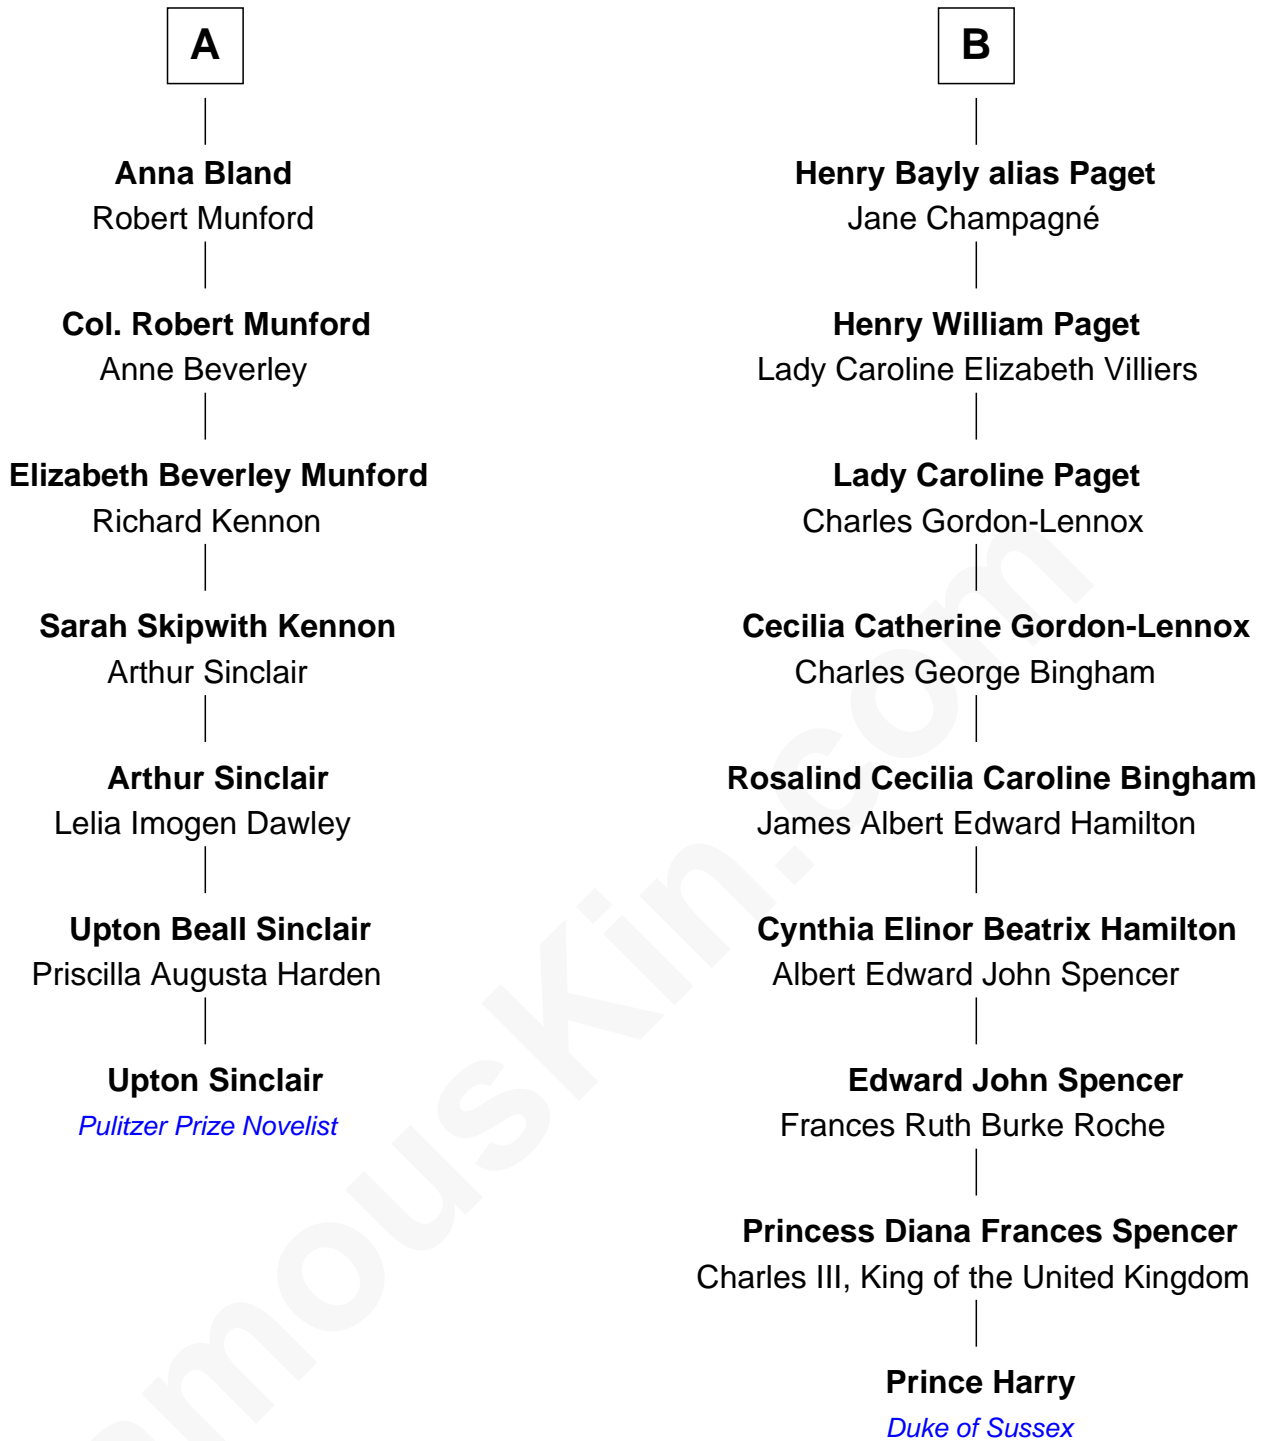 A
Anna Bland
Robert Munford
Col. Robert Munford
Anne Beverley
Elizabeth Beverley Munford
Richard Kennon
Sarah Skipwith Kennon
Arthur Sinclair
Arthur Sinclair
Lelia Imogen Dawley
Upton Beall Sinclair
Priscilla Augusta Harden
Upton Sinclair
Pulitzer Prize Novelist
B
Henry Bayly alias Paget
Jane Champagné
Henry William Paget
Lady Caroline Elizabeth Villiers
Lady Caroline Paget
Charles Gordon-Lennox
Cecilia Catherine Gordon-Lennox
Charles George Bingham
Rosalind Cecilia Caroline Bingham
James Albert Edward Hamilton
Cynthia Elinor Beatrix Hamilton
Albert Edward John Spencer
Edward John Spencer
Frances Ruth Burke Roche
Princess Diana Frances Spencer
Charles III, King of the United Kingdom
Prince Harry
Duke of Sussex
amousKin.com